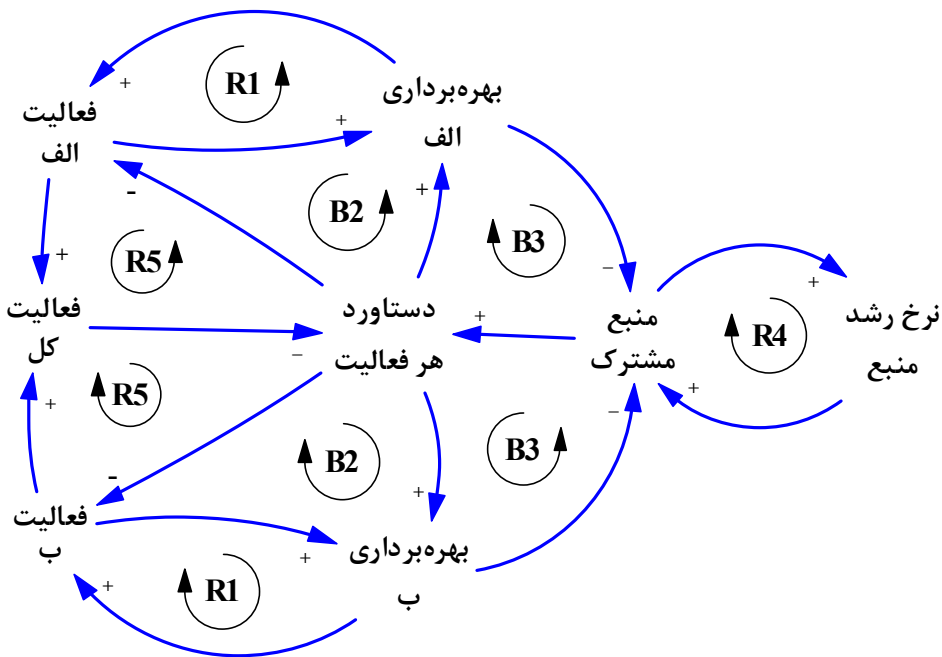 R1
بهره‌برداری
الف
+
فعالیت
الف
+
+
-
B2
B3
R5
+
–
+
فعالیت
کل
دستاورد
هر فعالیت
+
منبع
مشترک
R4
نرخ رشد
منبع
–
R5
+
–
+
B2
B3
-
+
فعالیت
ب
+
بهره‌برداری
ب
+
R1